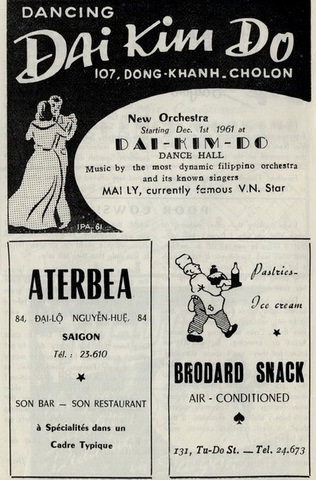 DANCING
Đai Kim Do
107, DONG-KHANH_CHOLON
New Orchestra
Starting Dec. 1st 1961 at
DAI-KIM-DO
DANCE HALL
Music by the most dynamic filippino orchestra
and its known singers
MAI LY, currently famous V.N. Star
IPA.61
ATERBEA
84, ĐẠI-LỘ NGUYỄN-HUỆ, 84
SAIGON
Tél. : 23-610
SON BAR — SON RESTAURANT
à Spécialités dans un
Cadre Typique
Pastries-
Ice cream
BRODARD SNACK
AIR - CONDITIONED
131, Tu-Do St. — Tel. 24.673